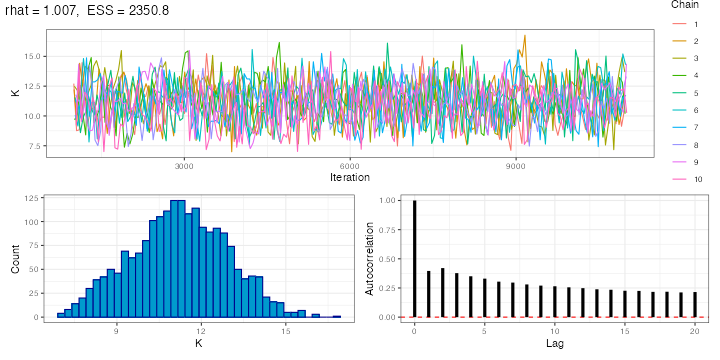 rhat = 1.007, ESS = 2350.8
Chain
1
2
3
4
5
6
7
8
9
10
K
15.0
12.5
10.0
7.5
3000 6000 9000
Iteration
Count
125
100
75
50
25
0
9 12 15
K
Autocorrelation
1.00
0.75
0.50
0.25
0.00
0 5 10 15 20
Lag